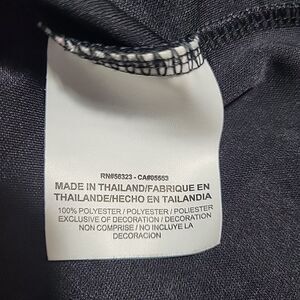 RN#56323 - CA#05553
MADE IN THAILAND/FABRIQUE EN
THAILANDE/HECHO EN TAILANDIA
100% POLYESTER / POLYESTER / POLIESTER
EXCLUSIVE OF DECORATION / DECORATION
NON COMPRISE / NO INCLUYE LA
DECORACION